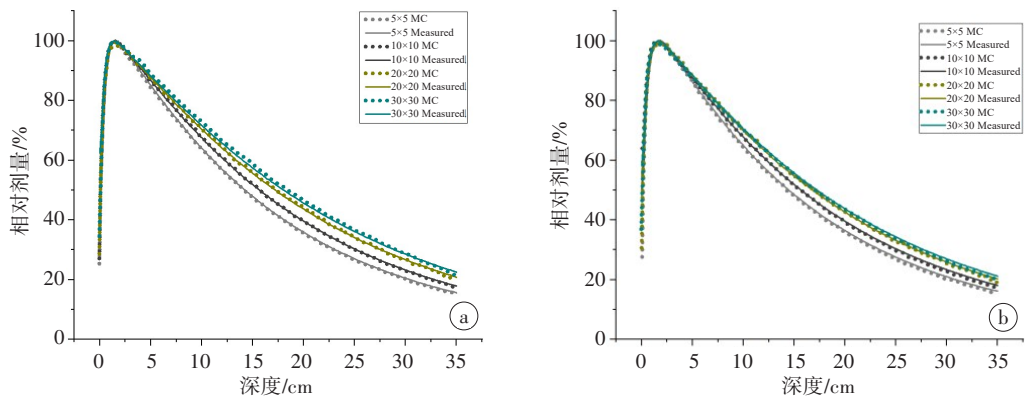 5×5 MC
5×5 Measured
10×10 MC
10×10 Measured
20×20 MC
20×20 Measured
30×30 MC
30×30 Measured
100
80
60
40
20
0
相对剂量/%
0 5 10 15 20 25 30 35
深度/cm
a
5×5 MC
5×5 Measured
10×10 MC
10×10 Measured
20×20 MC
20×20 Measured
30×30 MC
30×30 Measured
100
80
60
40
20
0
相对剂量/%
0 5 10 15 20 25 30 35
深度/cm
b